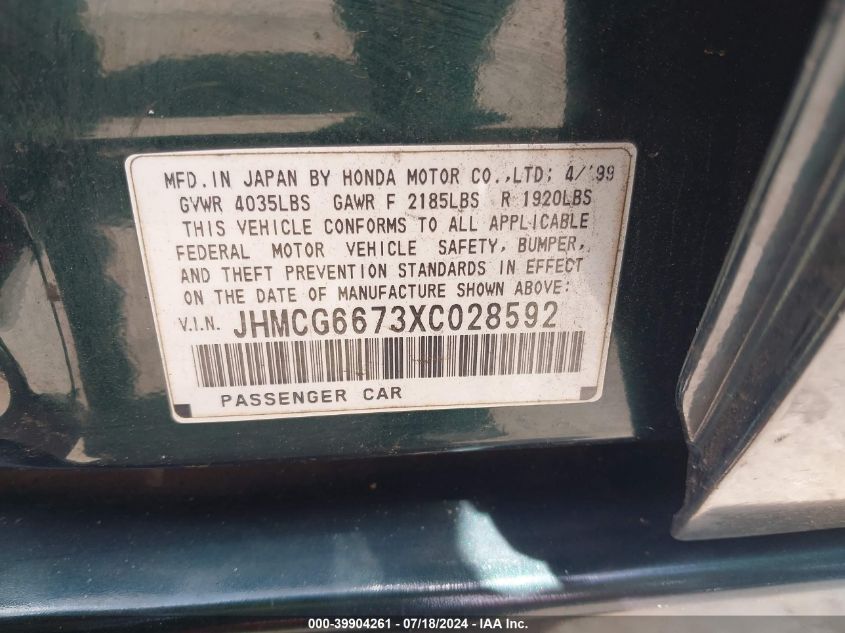 MFD. IN JAPAN BY HONDA MOTOR CO.,LTD; 4/'99
GVWR 4035LBS GAWR F 2185LBS R 1920LBS
THIS VEHICLE CONFORMS TO ALL APPLICABLE
FEDERAL MOTOR VEHICLE SAFETY, BUMPER,
AND THEFT PREVENTION STANDARDS IN EFFECT
ON THE DATE OF MANUFACTURE SHOWN ABOVE:
V.I.N. JHMCG6673XC028592
PASSENGER CAR
000-39904261 - 07/18/2024 - IAA Inc.